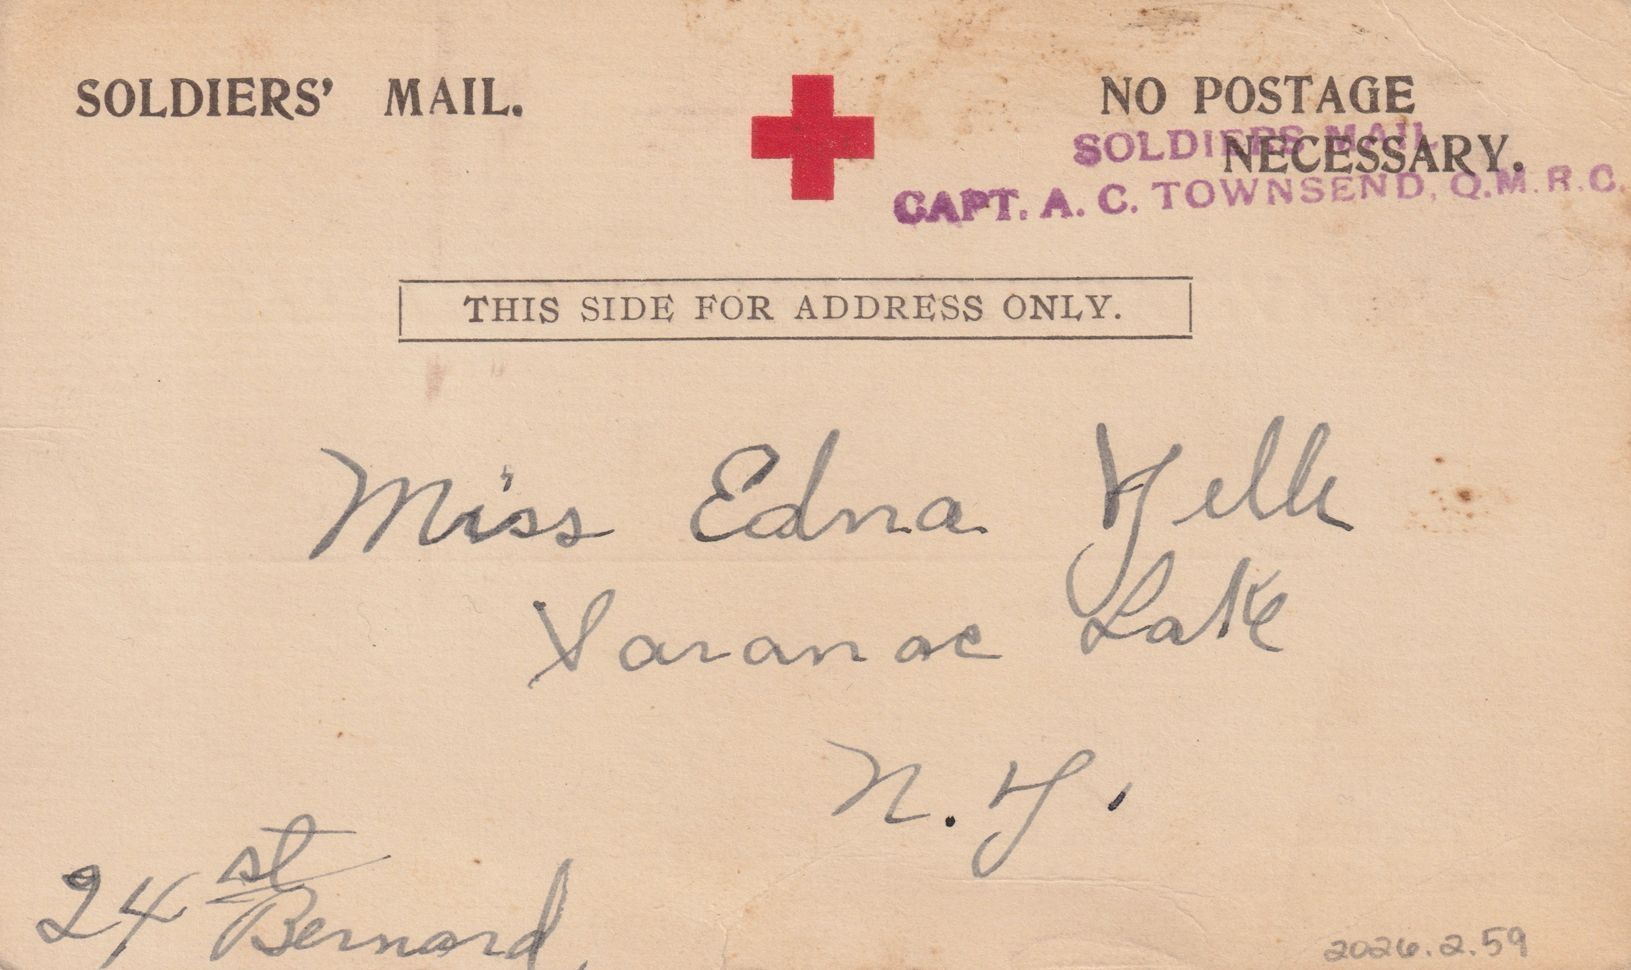 SOLDIERS' MAIL.
NO POSTAGE
NECESSARY.
SOLDIERS MAIL
CAPT. A. C. TOWNSEND, Q.M.R.C.
THIS SIDE FOR ADDRESS ONLY.
Miss Edna Yelle
Saranac Lake
N. Y.
24 st Bernard
2026.2.59